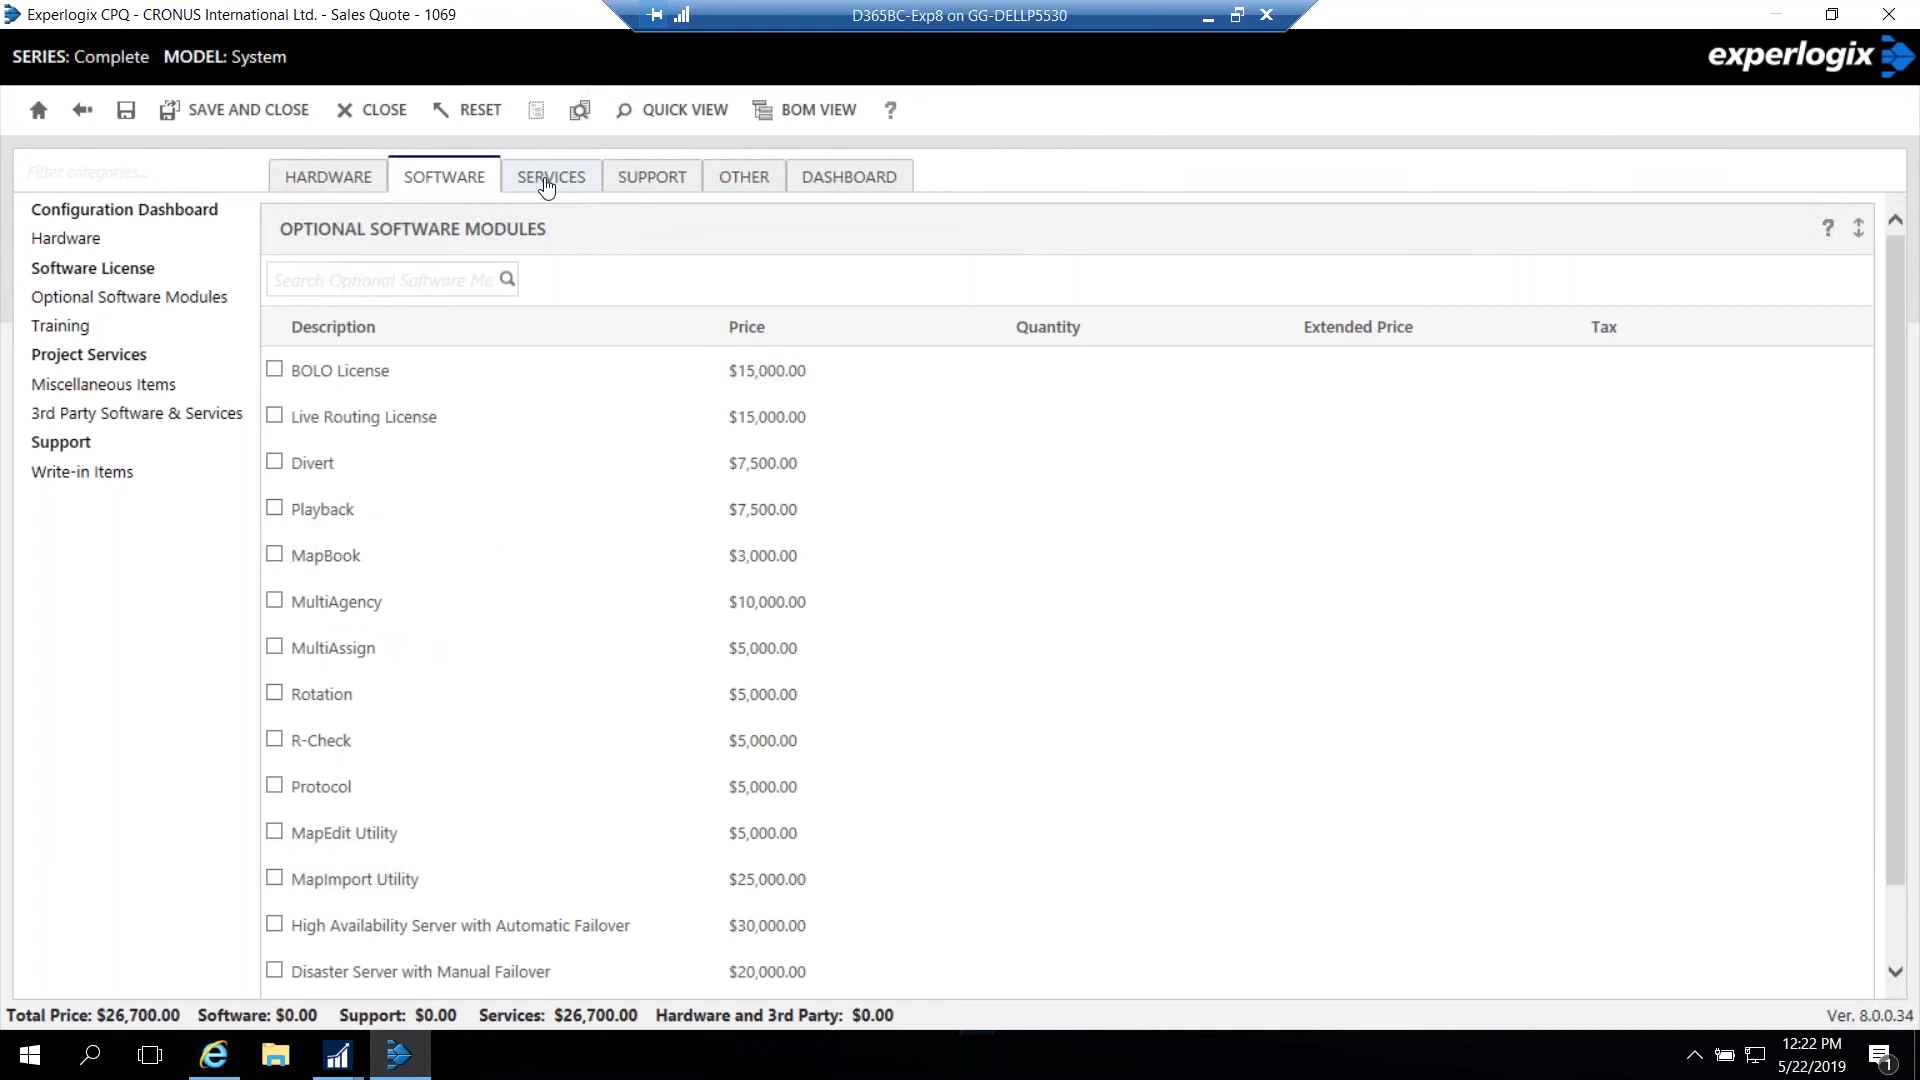 Experlogix CPQ - CRONUS International Ltd. - Sales Quote - 1069
D365BC-Exp8 on GG-DELLP5530
SERIES: Complete MODEL: System
experlogix
SAVE AND CLOSE CLOSE RESET QUICK VIEW BOM VIEW ?
Filter categories...
HARDWARE SOFTWARE SERVICES SUPPORT OTHER DASHBOARD
Configuration Dashboard
Hardware
Software License
Optional Software Modules
Training
Project Services
Miscellaneous Items
3rd Party Software & Services
Support
Write-in Items
OPTIONAL SOFTWARE MODULES ?
Search Optional Software Mo
Description Price Quantity Extended Price Tax
BOLO License $15,000.00
Live Routing License $15,000.00
Divert $7,500.00
Playback $7,500.00
MapBook $3,000.00
MultiAgency $10,000.00
MultiAssign $5,000.00
Rotation $5,000.00
R-Check $5,000.00
Protocol $5,000.00
MapEdit Utility $5,000.00
MapImport Utility $25,000.00
High Availability Server with Automatic Failover $30,000.00
Disaster Server with Manual Failover $20,000.00
Total Price: $26,700.00 Software: $0.00 Support: $0.00 Services: $26,700.00 Hardware and 3rd Party: $0.00 Ver. 8.0.0.34
12:22 PM
5/22/2019
1